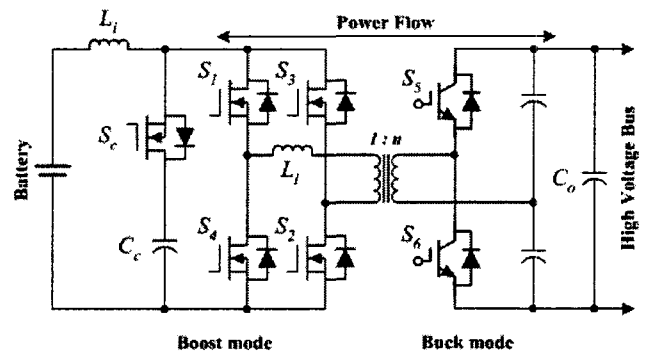 L_i
Power Flow
S_1
S_3
S_5
S_c
1 : n
L_l
Battery
C_o
High Voltage Bus
S_4
S_2
S_6
C_c
Boost mode
Buck mode